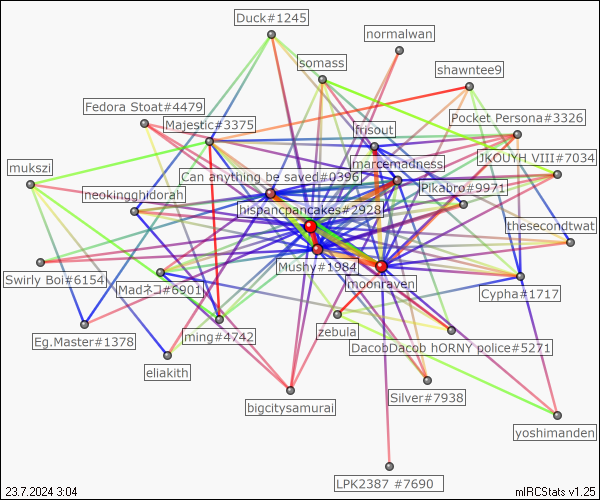 Duck#1245
normalwan
somass
shawntee9
Fedora Stoat#4479
Pocket Persona#3326
Majestic#3375
frisout
JKOUYH VIII#7034
marcemadness
mukszi
Can anything be saved#0396
Pikabro#9971
neokingghidorah
hispancpancakes#2928
thesecondtwat
Mushy#1984
Swirly Boi#6154
moonraven
Madネコ#6901
Cypha#1717
zebula
ming#4742
Eg.Master#1378
DacobDacob hORNY police#5271
eliakith
Silver#7938
bigcitysamurai
yoshimanden
LPK2387 #7690
23.7.2024 3:04
mIRCStats v1.25